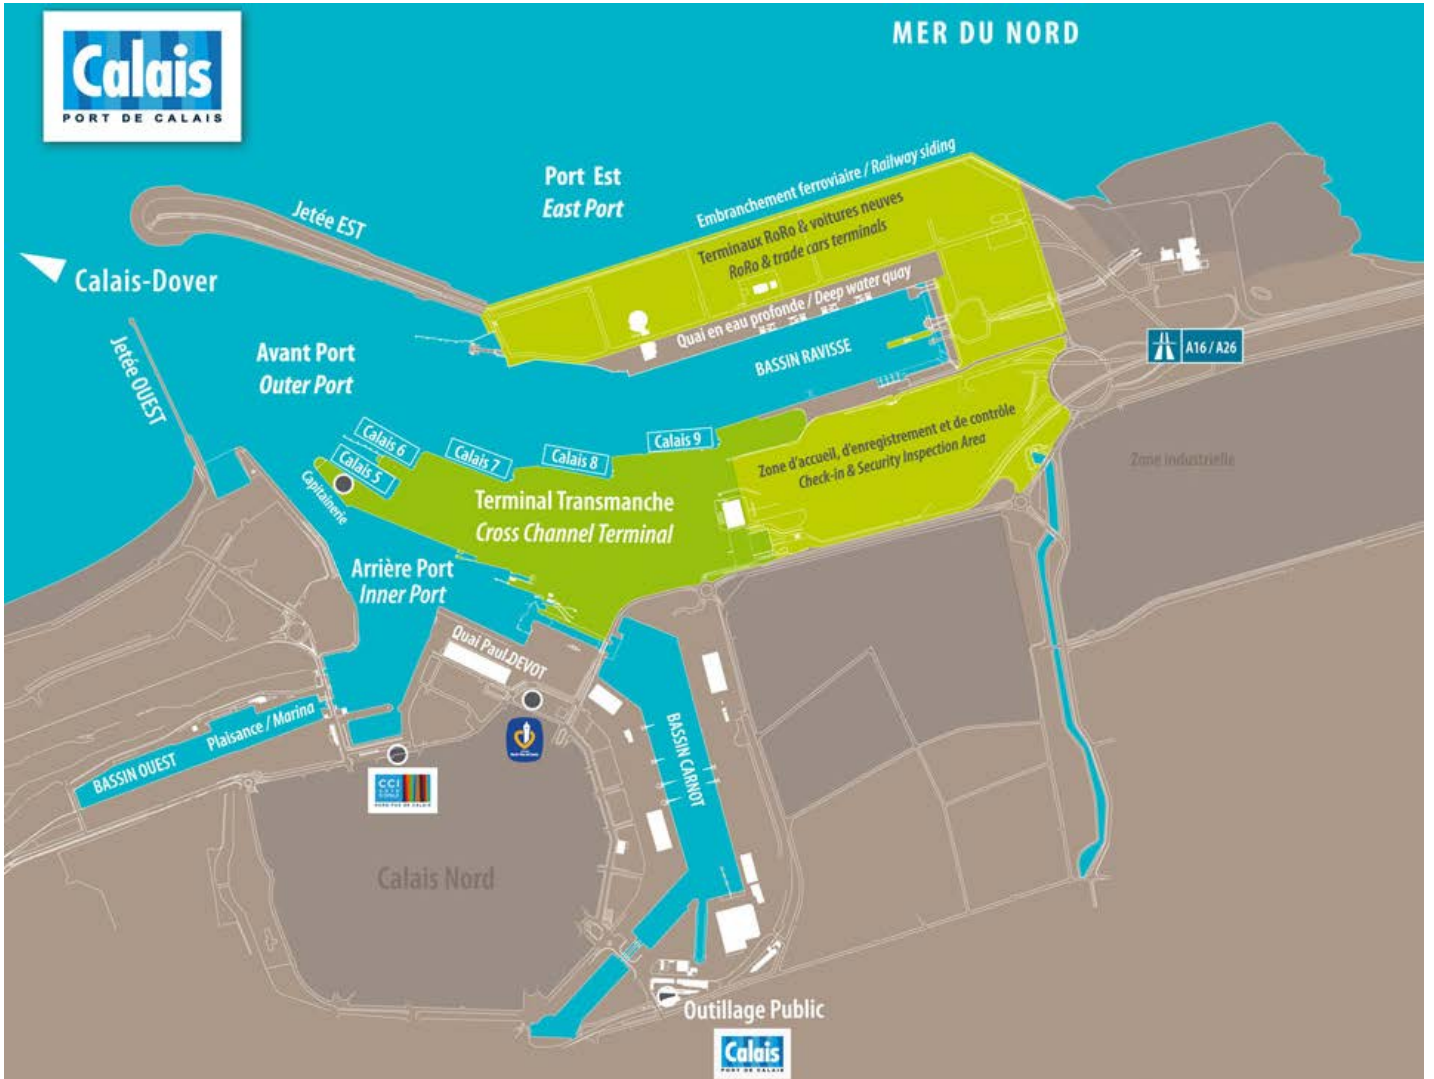 Calais
PORT DE CALAIS
MER DU NORD
Port Est
East Port
Embranchement ferroviaire / Railway siding
Terminaux RoRo & voitures neuves
RoRo & trade cars terminals
Jetée EST
Calais-Dover
Quai en eau profonde / Deep water quay
BASSIN RAVISSE
A16 / A26
Jetée OUEST
Avant Port
Outer Port
Calais 6
Calais 5
Calais 7
Calais 8
Calais 9
Capitainerie
Zone d'accueil, d'enregistrement et de contrôle
Check-in & Security Inspection Area
Zone industrielle
Terminal Transmanche
Cross Channel Terminal
Arrière Port
Inner Port
Quai Paul DEVOT
Plaisance / Marina
BASSIN OUEST
BASSIN CARNOT
CCI
Calais Nord
Outillage Public
Calais
PORT DE CALAIS